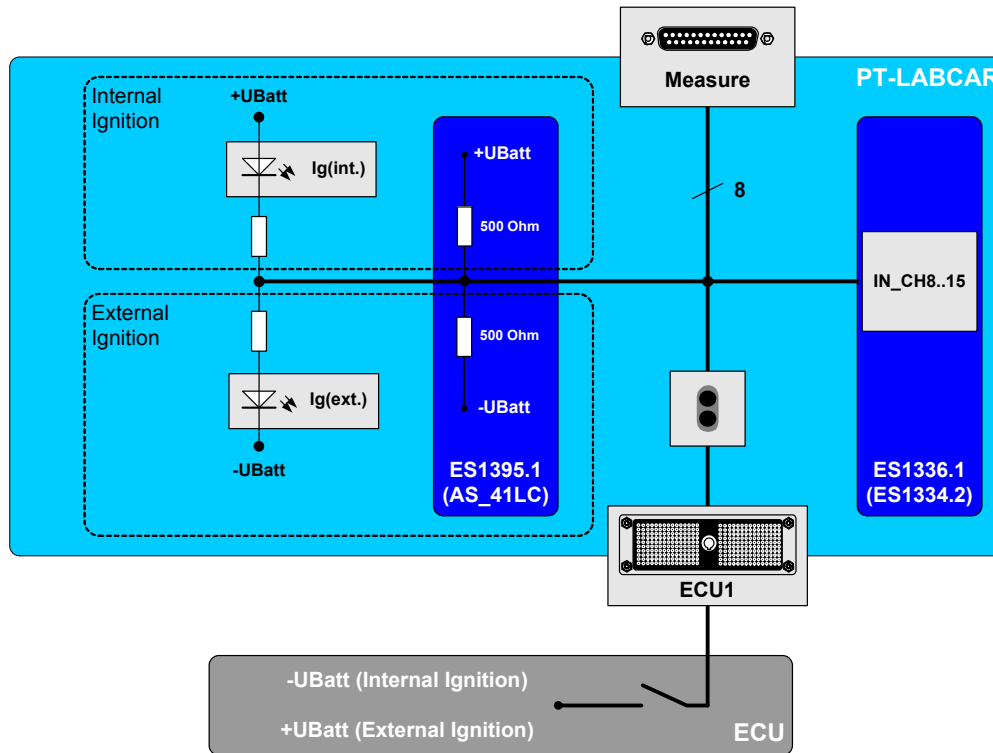 Measure
PT-LABCAR
Internal
Ignition
+UBatt
Ig(int.)
+UBatt
500 Ohm
8
IN_CH8..15
External
Ignition
500 Ohm
Ig(ext.)
-UBatt
-UBatt
ES1395.1
(AS_41LC)
ES1336.1
(ES1334.2)
ECU1
-UBatt (Internal Ignition)
+UBatt (External Ignition)
ECU